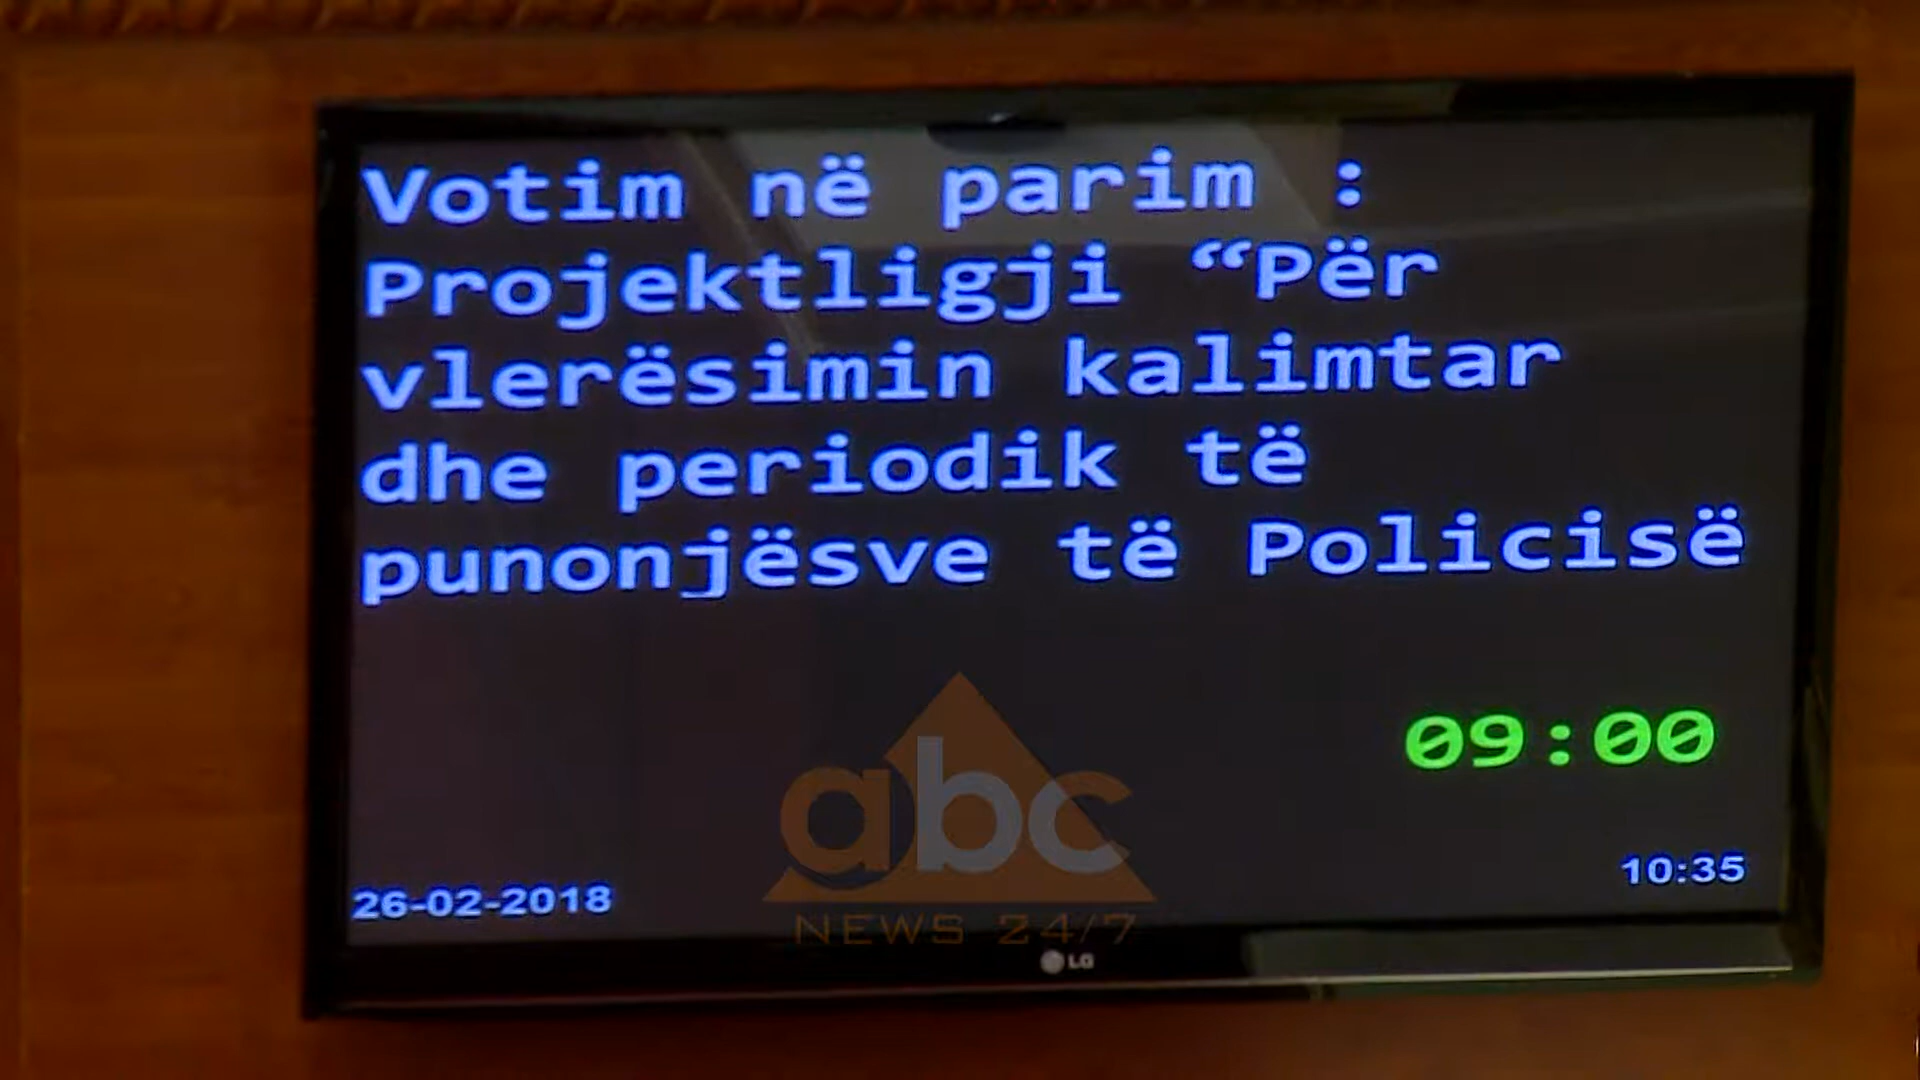 Votim në parim :
Projektligji “Për
vlerësimin kalimtar
dhe periodik të
punonjësve të Policisë
09:00
10:35
26-02-2018
abc
NEWS 24/7
LG